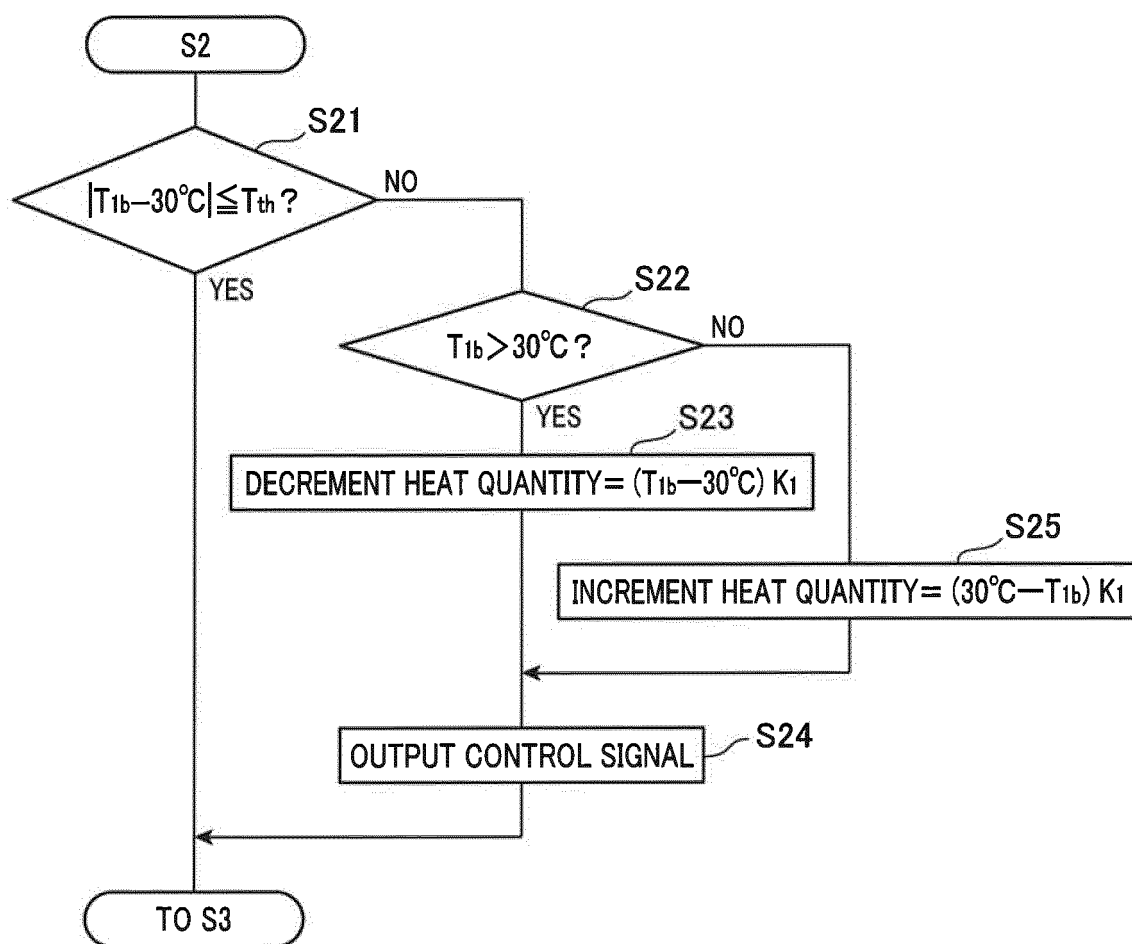 S2
S21
|T1b−30℃|≦Tth?
NO
YES
S22
T1b>30℃?
NO
YES
S23
DECREMENT HEAT QUANTITY=(T1b−30℃)K1
S25
INCREMENT HEAT QUANTITY=(30℃−T1b)K1
S24
OUTPUT CONTROL SIGNAL
TO S3